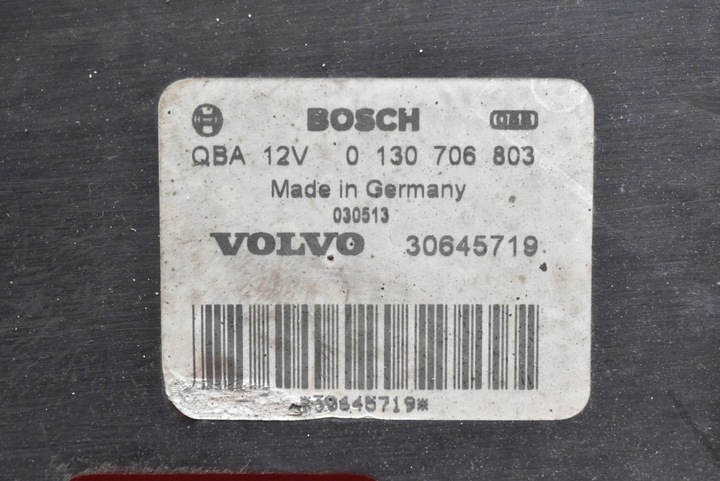 BOSCH
QBA 12V 0 130 706 803
Made in Germany
030513
VOLVO 30645719
*30645719*